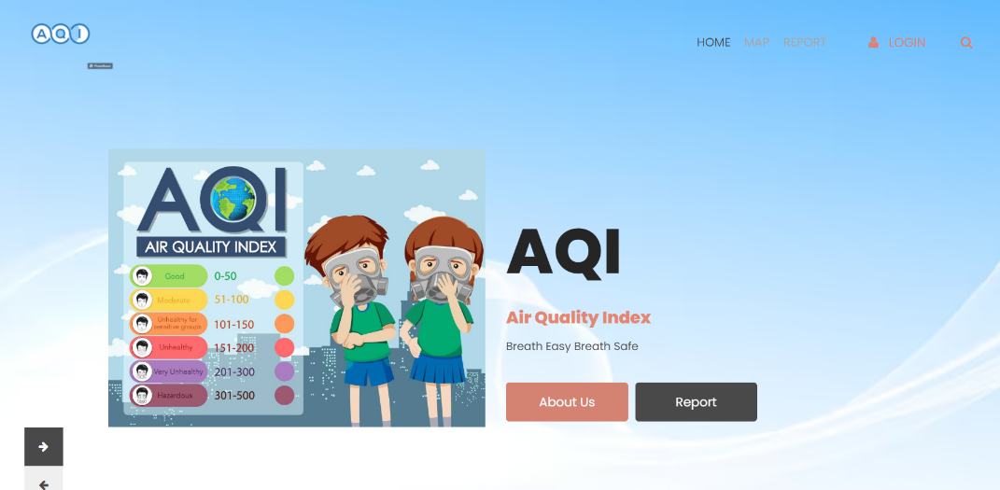 AQI
HOME MAP REPORT LOGIN
AQI
AIR QUALITY INDEX
Good 0-50
Moderate 51-100
Unhealthy for
sensitive groups 101-150
Unhealthy 151-200
Very Unhealthy 201-300
Hazardous 301-500
AQI
Air Quality Index
Breath Easy Breath Safe
About Us Report